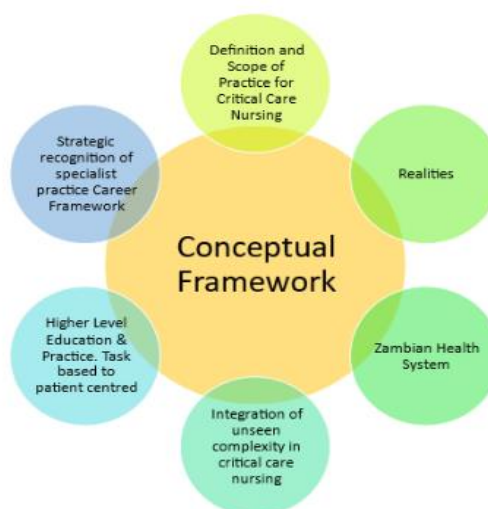 Definition and
Scope of
Practice for
Critical Care
Nursing
Strategic
recognition of
specialist
practice Career
Framework
Realities
Conceptual
Framework
Higher Level
Education &
Practice. Task
based to
patient centred
Zambian Health
System
Integration of
unseen
complexity in
critical care
nursing